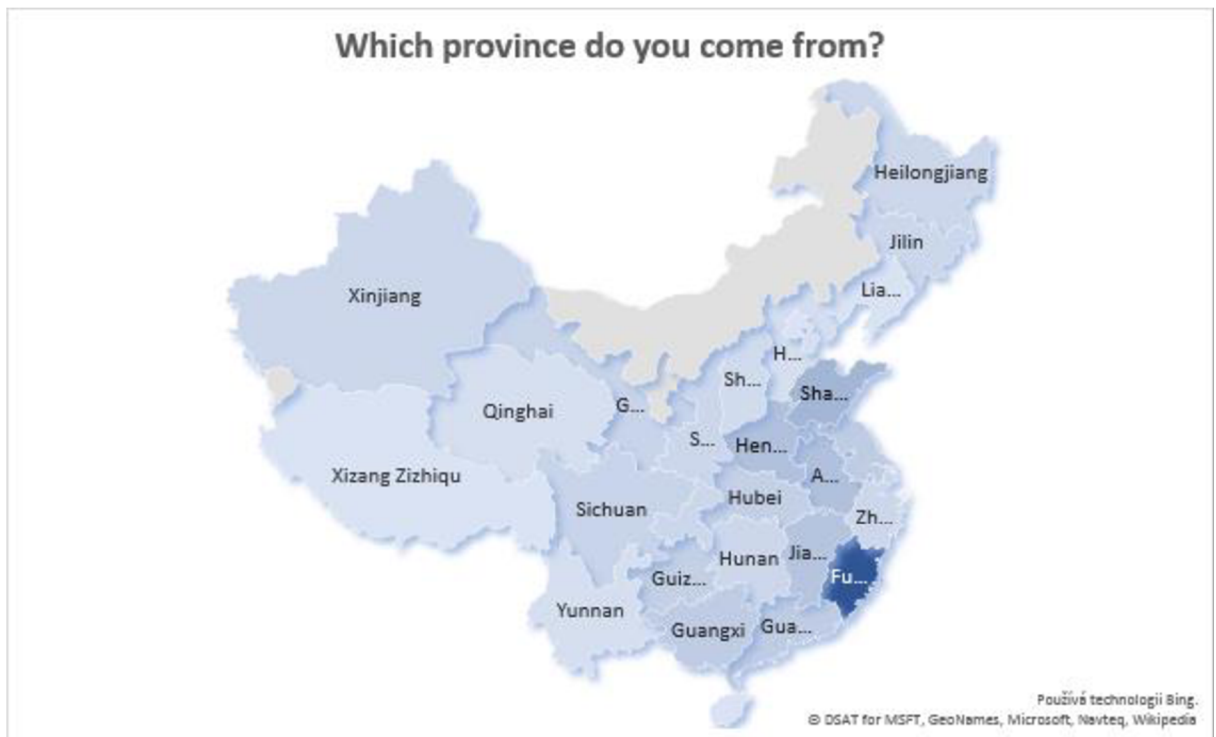 Which province do you come from?
Heilongjiang
Jilin
Lia...
Xinjiang
H...
Sh...
Sha...
Qinghai
G...
S...
Hen...
A...
Xizang Zizhiqu
Sichuan
Hubei
Zh...
Hunan
Jia...
Guiz...
Fu...
Yunnan
Guangxi
Gua...
Používá technologii Bing.
© DSAT for MSFT, GeoNames, Microsoft, Navteq, Wikipedia